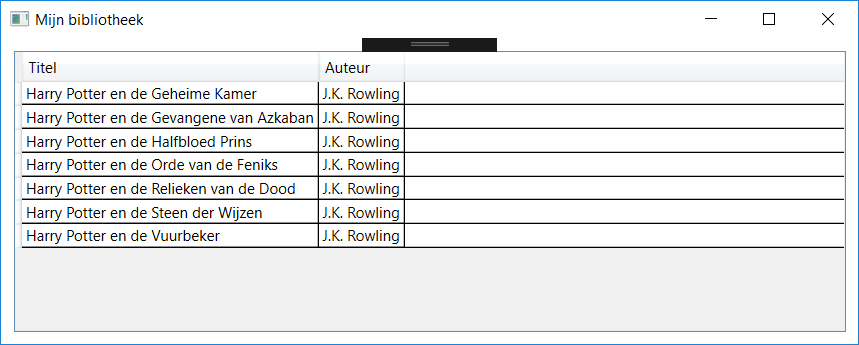 Mijn bibliotheek
Titel Auteur
Harry Potter en de Geheime Kamer J.K. Rowling
Harry Potter en de Gevangene van Azkaban J.K. Rowling
Harry Potter en de Halfbloed Prins J.K. Rowling
Harry Potter en de Orde van de Feniks J.K. Rowling
Harry Potter en de Relieken van de Dood J.K. Rowling
Harry Potter en de Steen der Wijzen J.K. Rowling
Harry Potter en de Vuurbeker J.K. Rowling